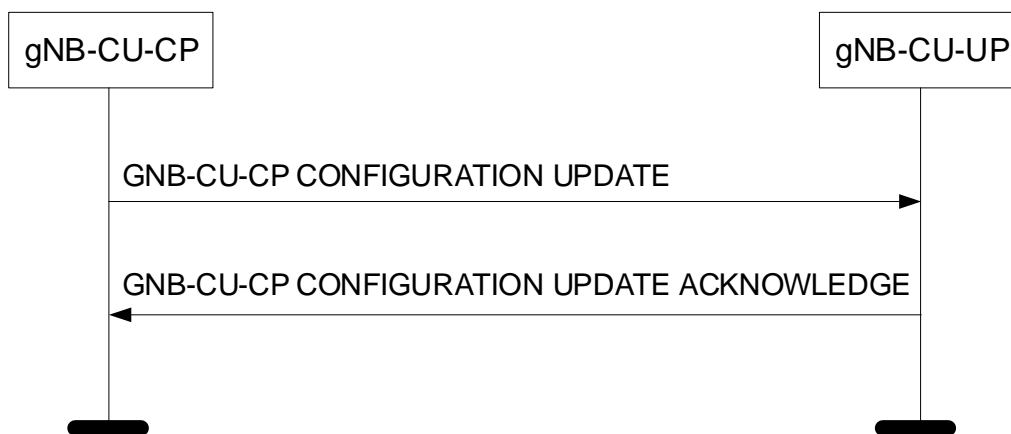 gNB-CU-CP
gNB-CU-UP
GNB-CU-CP CONFIGURATION UPDATE
GNB-CU-CP CONFIGURATION UPDATE ACKNOWLEDGE